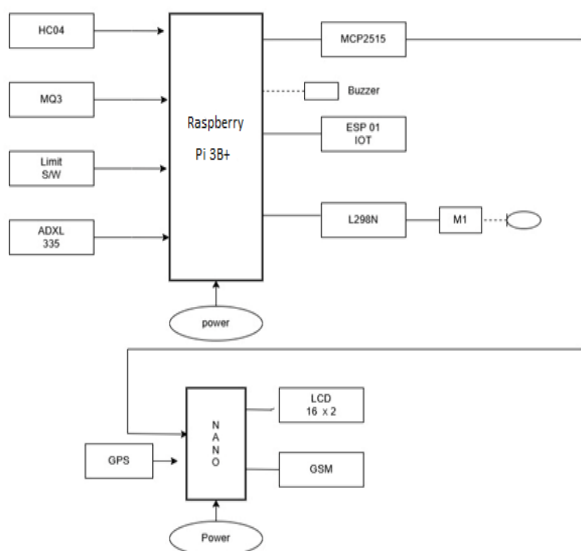 HC04
MCP2515
MQ3
Buzzer
Raspberry
Pi 3B+
ESP 01
IOT
Limit
S/W
L298N
M1
ADXL
335
power
LCD
16 x 2
N
A
N
O
GPS
GSM
Power